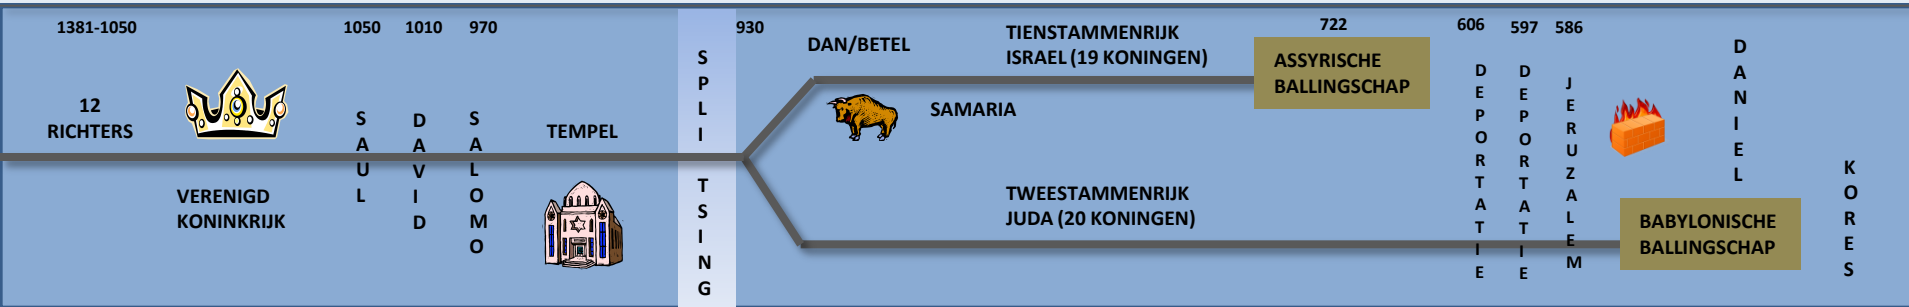 1381-1050
12
RICHTERS
VERENIGD
KONINKRIJK
1050
SAUL
1010
DAVID
970
SALOMO
TEMPEL
SPLITSING
930
DAN/BETEL
SAMARIA
TIENSTAMMENRIJK
ISRAEL (19 KONINGEN)
TWEESTAMMENRIJK
JUDA (20 KONINGEN)
722
ASSYRISCHE
BALLINGSCHAP
606
DEPORTATIE
597
DEPORTATIE
586
JERUZALEM
DANIEL
BABYLONISCHE
BALLINGSCHAP
KORES